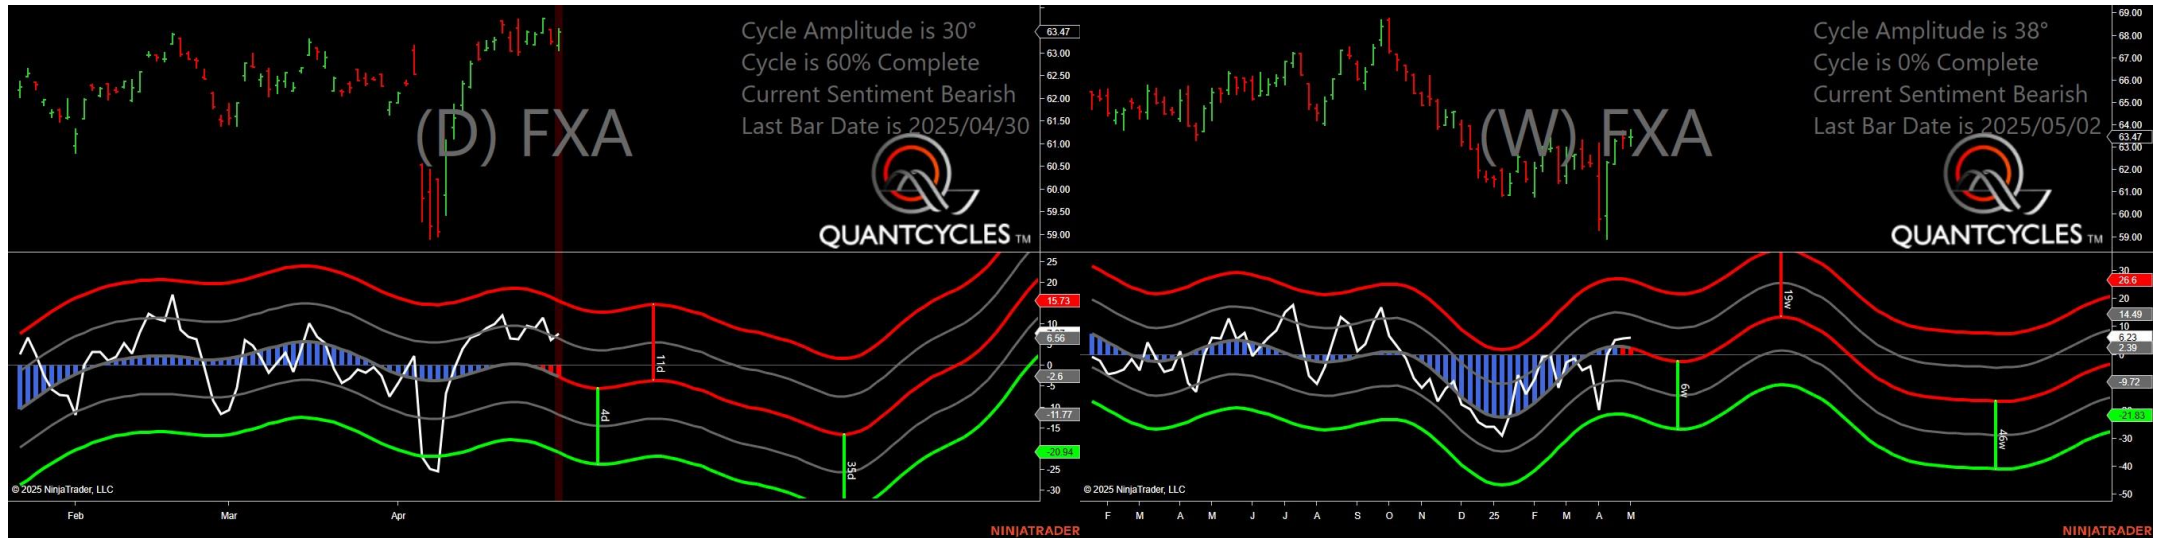 Cycle Amplitude is 30°
Cycle is 60% Complete
Current Sentiment Bearish
Last Bar Date is 2025/04/30
(D) FXA
QUANTCYCLES TM
63.47
63.00
62.50
62.00
61.50
61.00
60.50
60.00
59.50
59.00
25
20
15.73
10
6.56
5
0
-2.6
-5
-10
-11.77
-15
-20.94
-25
-30
11d
4d
35d
© 2025 NinjaTrader, LLC
Feb Mar Apr
NINJATRADER
Cycle Amplitude is 38°
Cycle is 0% Complete
Current Sentiment Bearish
Last Bar Date is 2025/05/02
(W) FXA
QUANTCYCLES TM
69.00
68.00
67.00
66.00
65.00
64.00
63.47
63.00
62.00
61.00
60.00
59.00
30
26.6
20
14.49
10
6.23
2.39
-9.72
-21.83
-30
-40
-50
19w
6w
46w
© 2025 NinjaTrader, LLC
F M A M J J A S O N D 25 F M A M
NINJATRADER